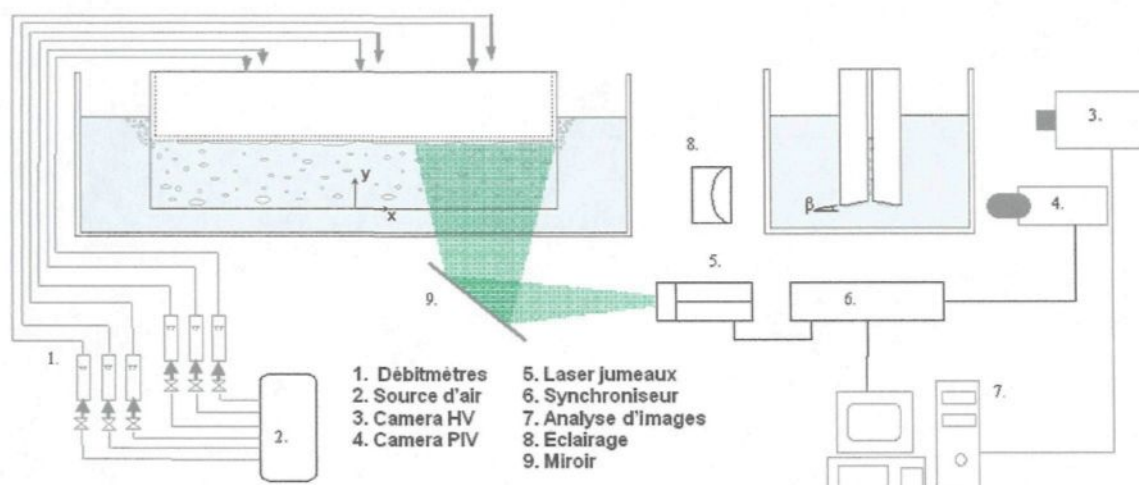 3.
8.
y
x
β
4.
5.
9.
6.
1.
7.
2.
1. Débitmètres
2. Source d'air
3. Camera HV
4. Camera PIV
5. Laser jumeaux
6. Synchroniseur
7. Analyse d'images
8. Eclairage
9. Miroir